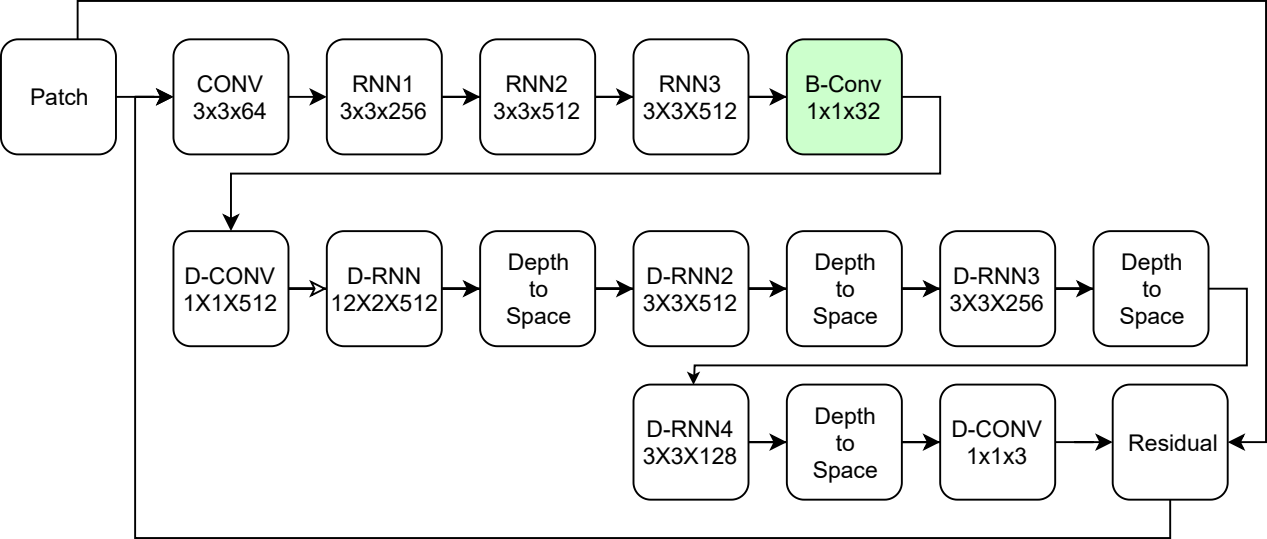 Patch
CONV
3x3x64
RNN1
3x3x256
RNN2
3x3x512
RNN3
3X3X512
B-Conv
1x1x32
D-CONV
1X1X512
D-RNN
12X2X512
Depth
to
Space
D-RNN2
3X3X512
Depth
to
Space
D-RNN3
3X3X256
Depth
to
Space
D-RNN4
3X3X128
Depth
to
Space
D-CONV
1x1x3
Residual